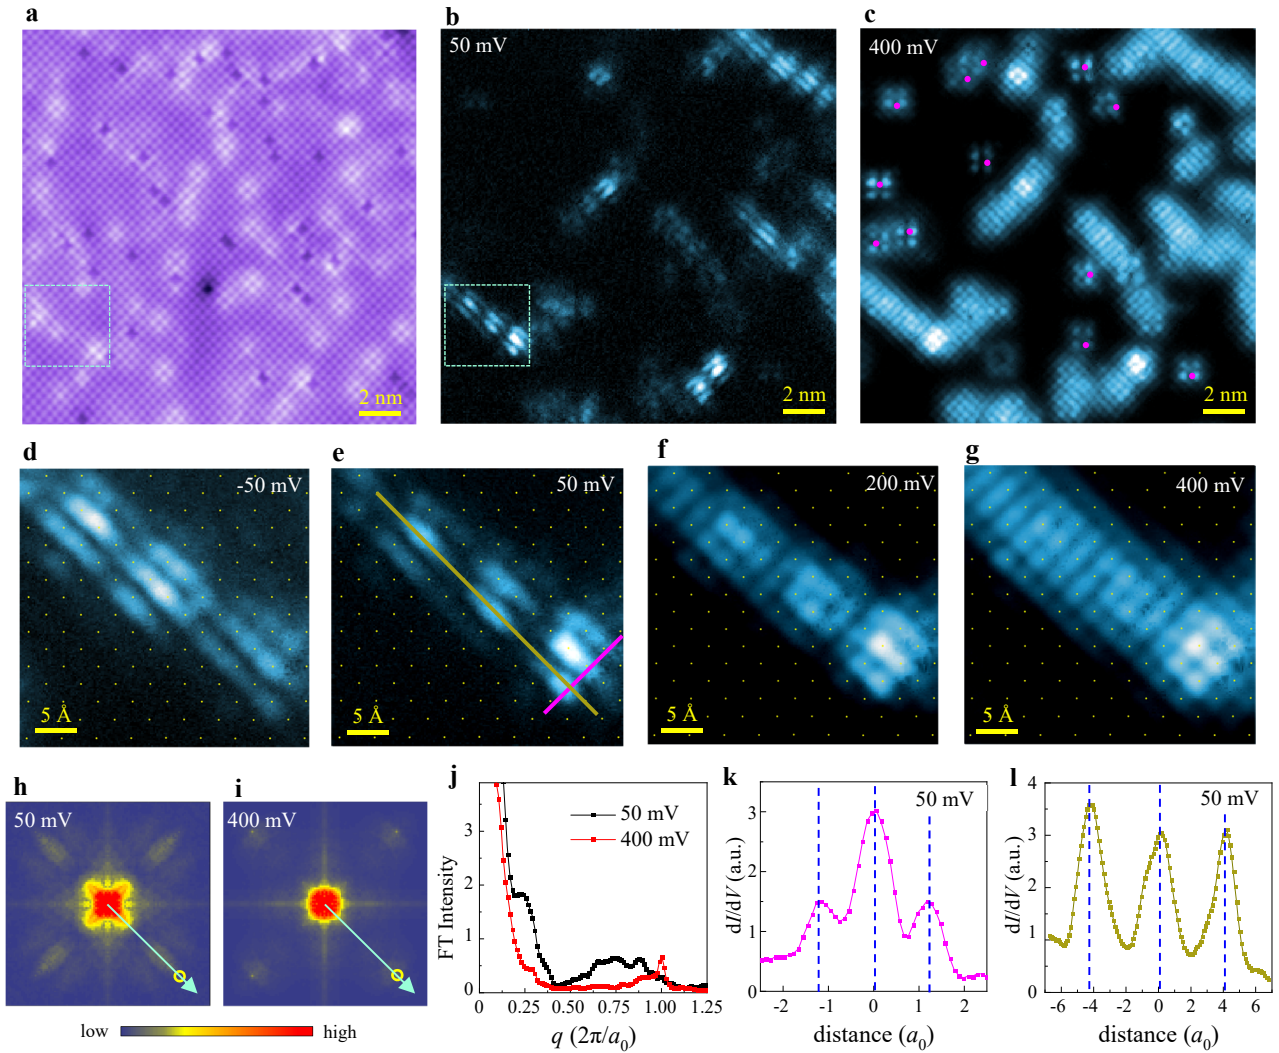 a
b
c
50 mV
400 mV
2 nm
2 nm
2 nm
d
e
f
g
-50 mV
50 mV
200 mV
400 mV
5 Å
5 Å
5 Å
5 Å
h
i
j
k
l
50 mV
400 mV
low
high
50 mV
400 mV
FT Intensity
0
1
2
3
0
0.25
0.50
0.75
1.00
1.25
q (2π/a₀)
50 mV
dI/dV (a.u.)
0
1
2
3
-2
-1
0
1
2
distance (a₀)
50 mV
dI/dV (a.u.)
0
1
2
3
4
-6
-4
-2
0
2
4
6
distance (a₀)